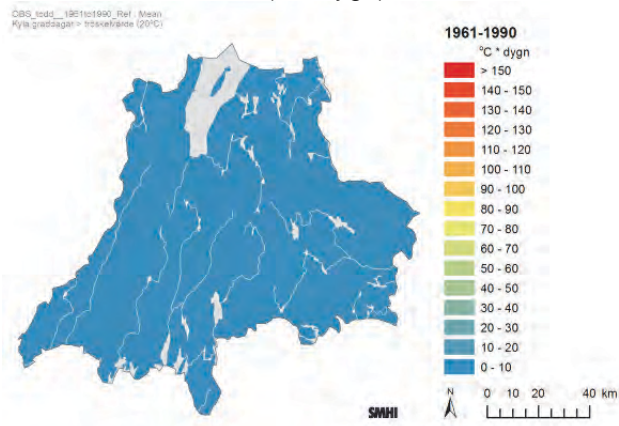 OBS_tcdd__1961to1990_Ref : Mean
Kyla graddagar > tröskelvärde (20°C)
1961-1990
°C * dygn
> 150
140 - 150
130 - 140
120 - 130
110 - 120
100 - 110
90 - 100
80 - 90
70 - 80
60 - 70
50 - 60
40 - 50
30 - 40
20 - 30
10 - 20
0 - 10
SMHI
N
0 10 20 40 km